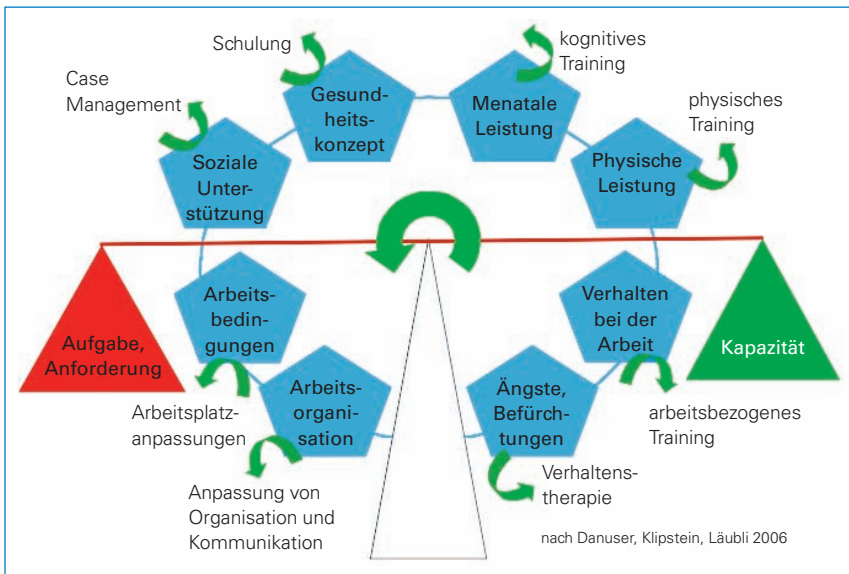 Schulung
kognitives
Training
Case
Management
Gesund-
heits-
konzept
Menatale
Leistung
physisches
Training
Soziale
Unter-
stützung
Physische
Leistung
Aufgabe,
Anforderung
Arbeits-
bedin-
gungen
Verhalten
bei der
Arbeit
Kapazität
Arbeitsplatz-
anpassungen
Arbeits-
organi-
sation
Ängste,
Befürch-
tungen
arbeitsbezogenes
Training
Anpassung von
Organisation und
Kommunikation
Verhaltens-
therapie
nach Danuser, Klipstein, Läubli 2006